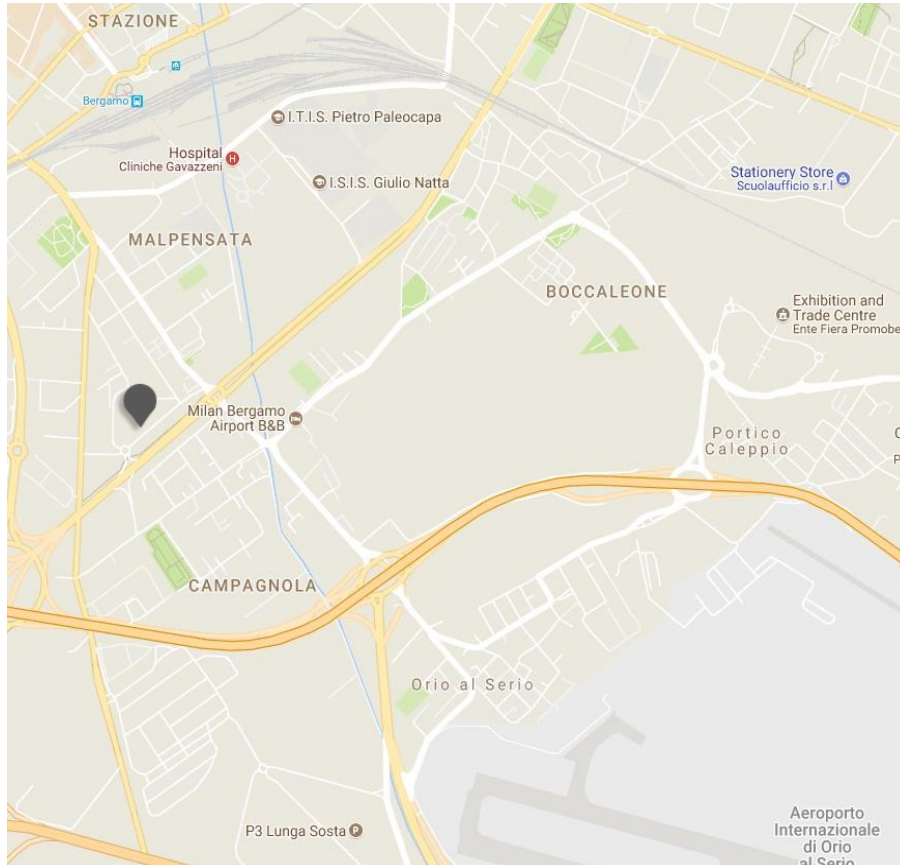 STAZIONE
Bergamo
I.T.I.S. Pietro Paleocapa
Hospital
Cliniche Gavazzeni
I.S.I.S. Giulio Natta
Stationery Store
Scuolaufficio s.r.l
MALPENSATA
BOCCALEONE
Exhibition and
Trade Centre
Ente Fiera Promobe
Milan Bergamo
Airport B&B
Portico
Caleppio
C
P
CAMPAGNOLA
Orio al Serio
P3 Lunga Sosta
P
Aeroporto
Internazionale
di Orio
al Serio